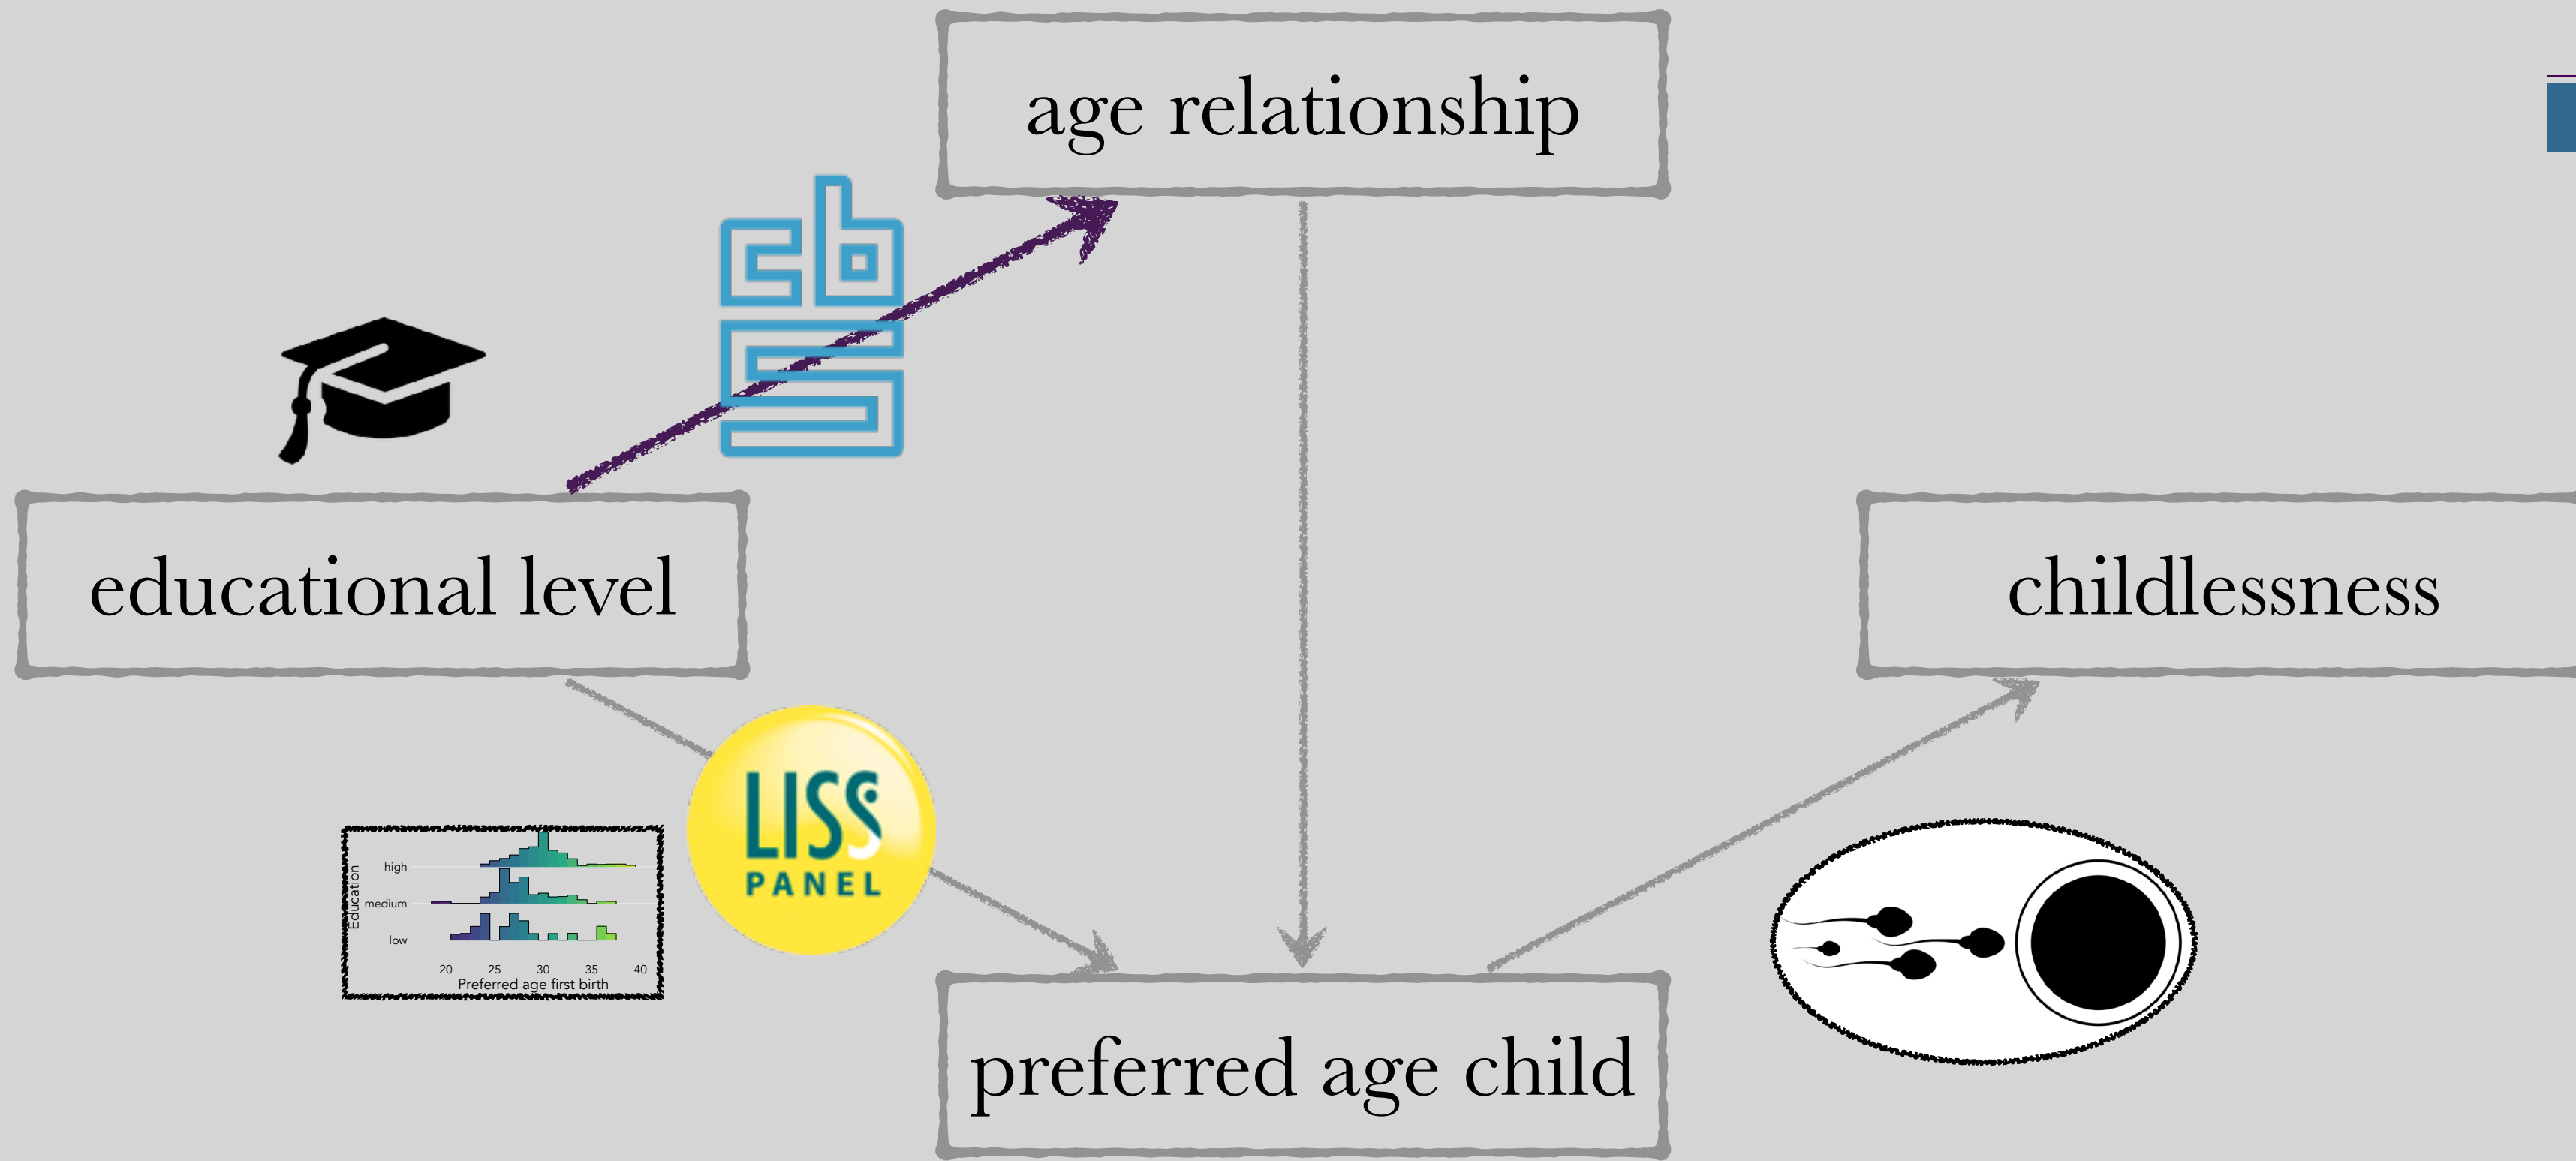 age relationship
cbs
educational level
childlessness
LISS
PANEL
Education
high
medium
low
20 25 30 35 40
Preferred age first birth
preferred age child